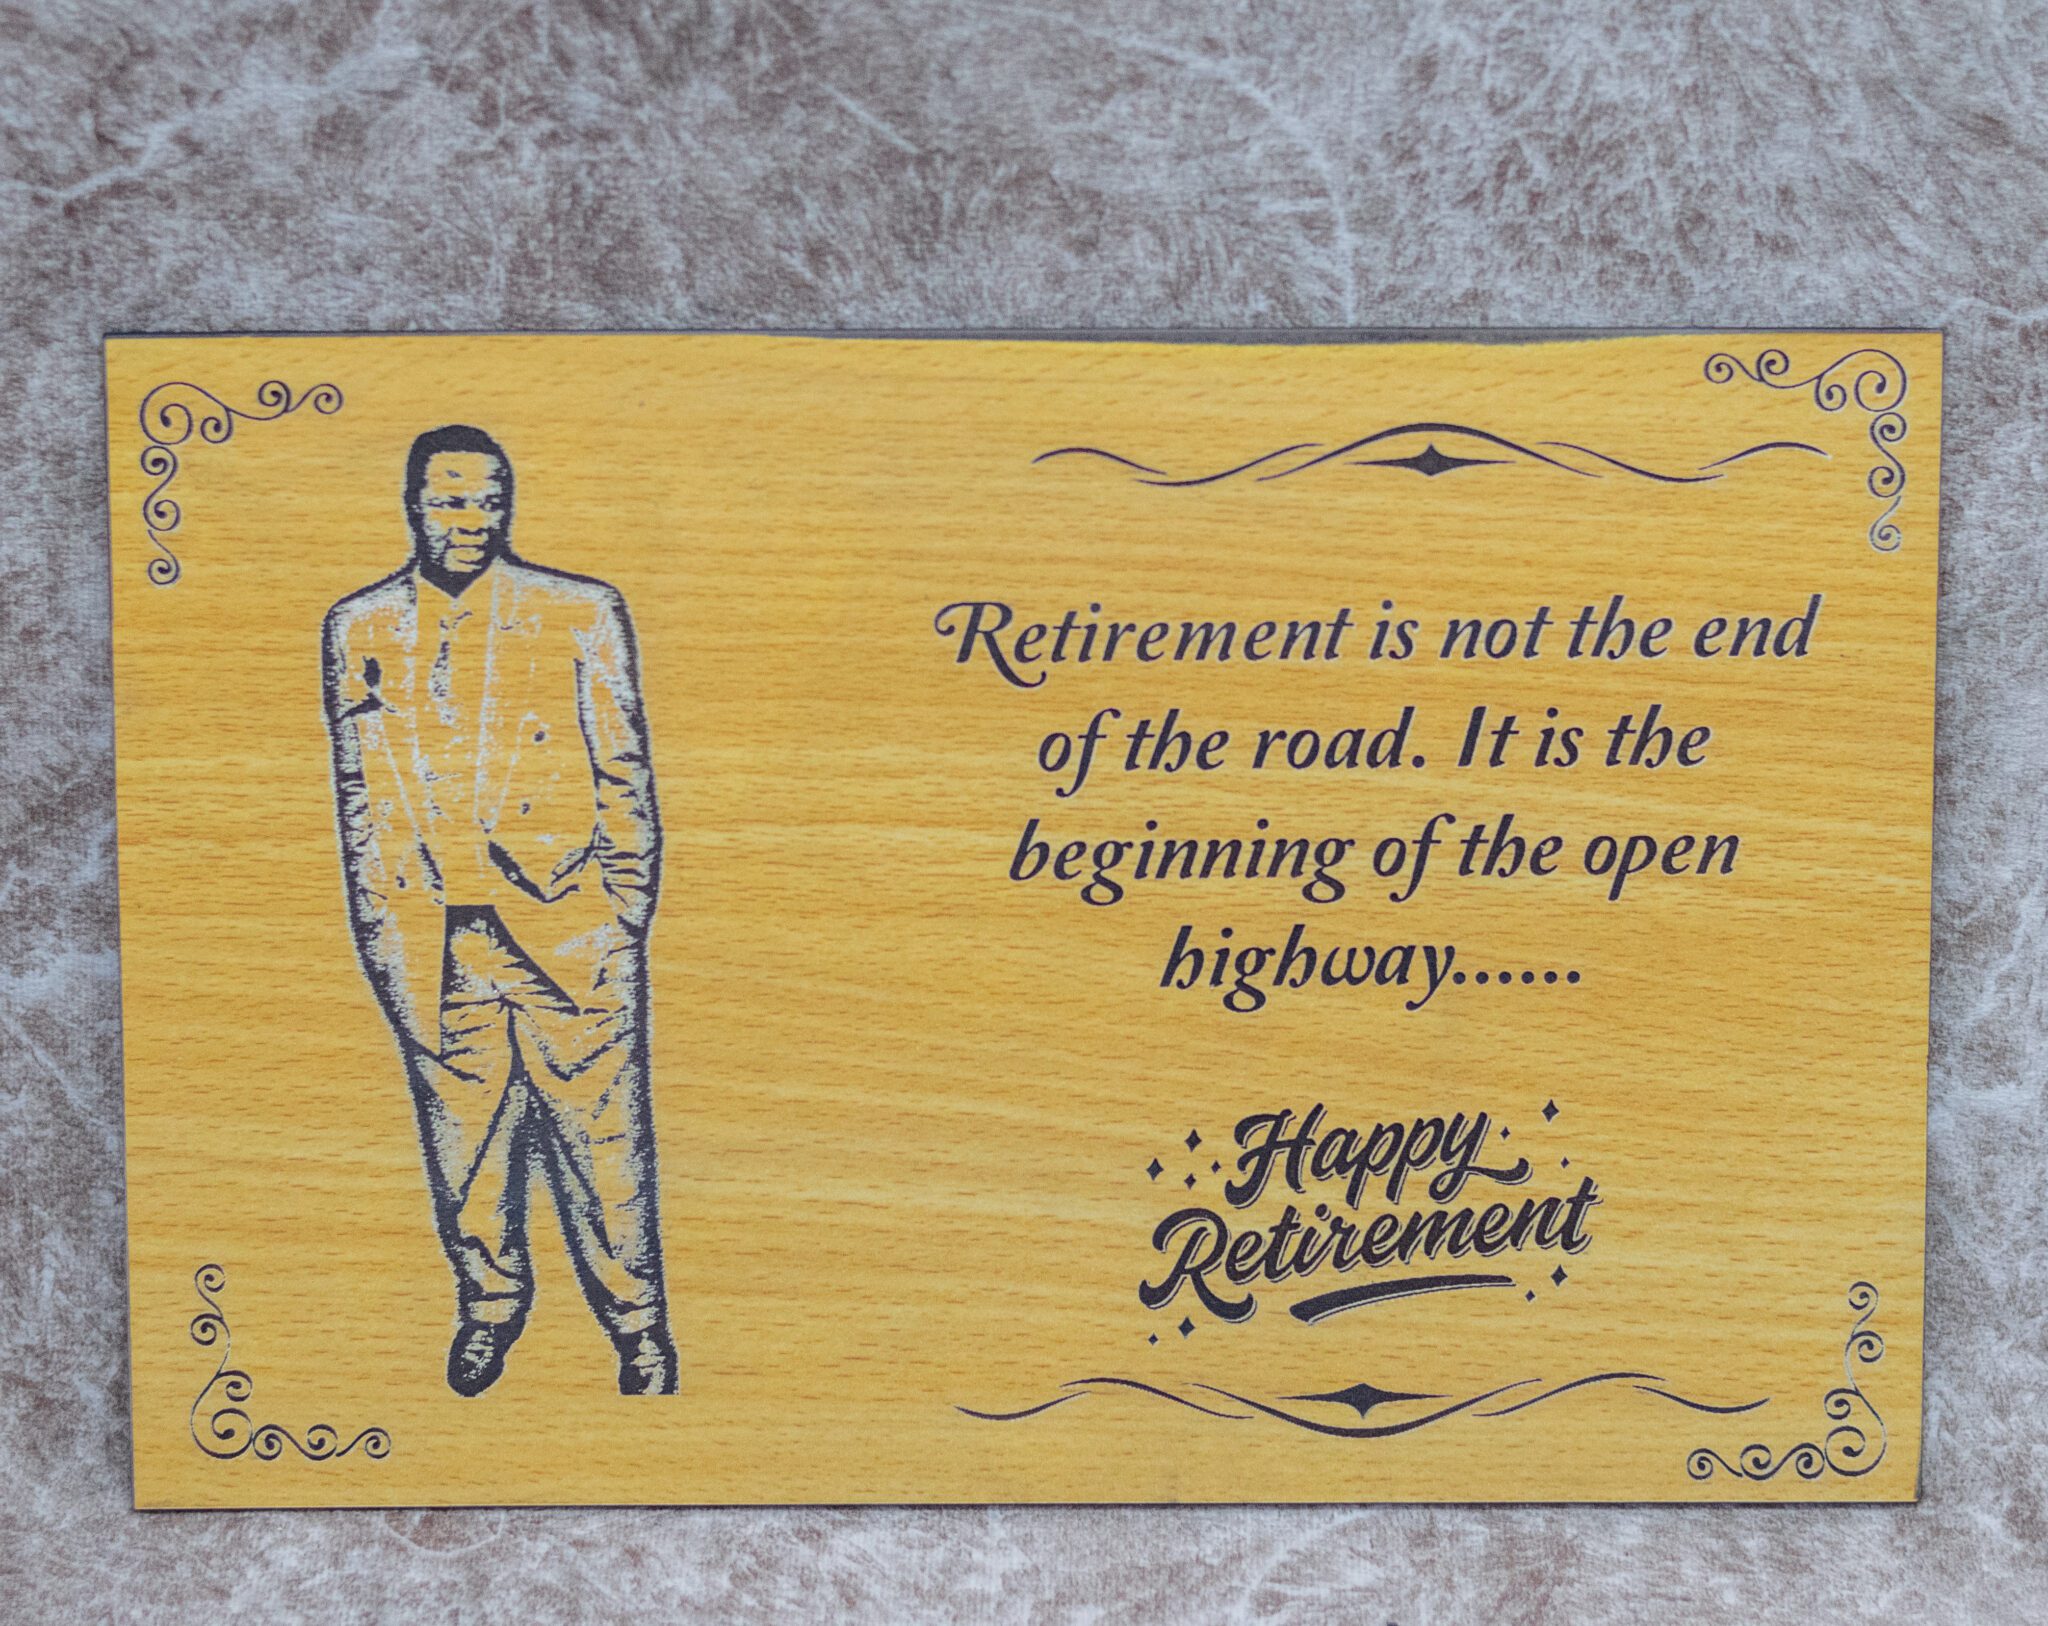 Retirement is not the end
of the road. It is the
beginning of the open
highway......
Happy
Retirement